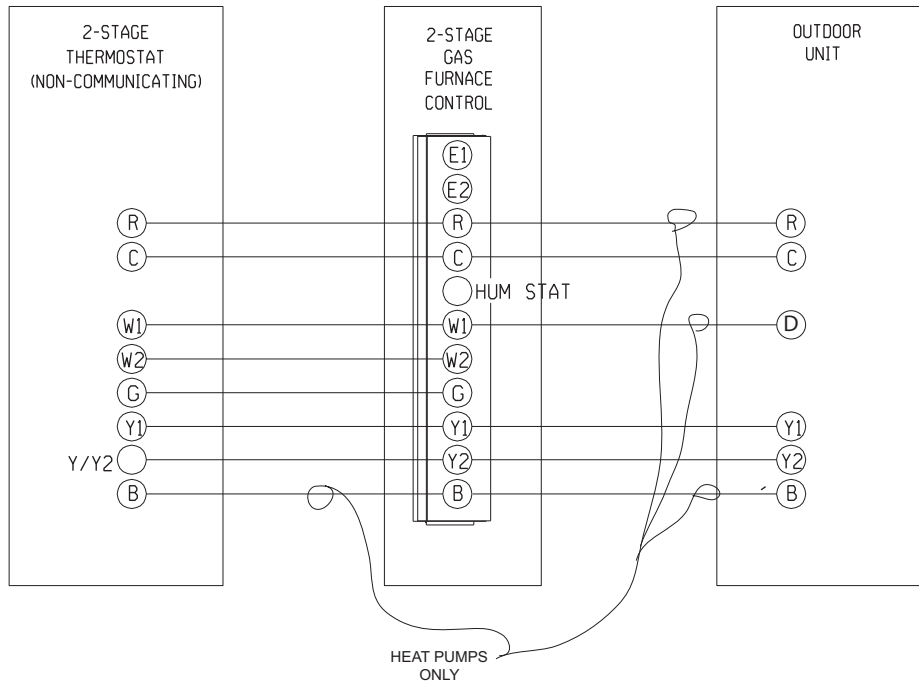 2-STAGE
THERMOSTAT
(NON-COMMUNICATING)
2-STAGE
GAS
FURNACE
CONTROL
OUTDOOR
UNIT
E1
E2
R R R
C C C
HUM STAT
W1 W1 D
W2 W2
G G
Y1 Y1 Y1
Y/Y2 Y2 Y2
B B B
HEAT PUMPS
ONLY